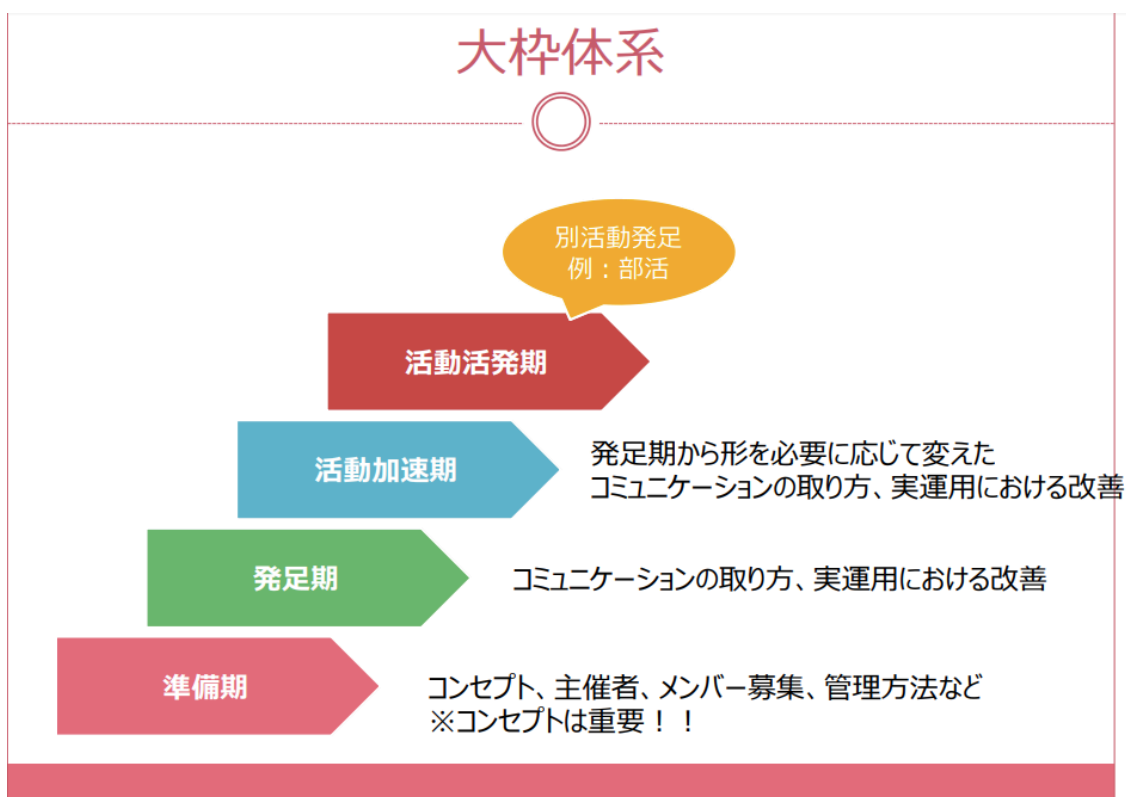 大枠体系
別活動発足
例：部活
活動活発期
活動加速期
発足期から形を必要に応じて変えた
コミュニケーションの取り方、実運用における改善
発足期
コミュニケーションの取り方、実運用における改善
準備期
コンセプト、主催者、メンバー募集、管理方法など
※コンセプトは重要！！